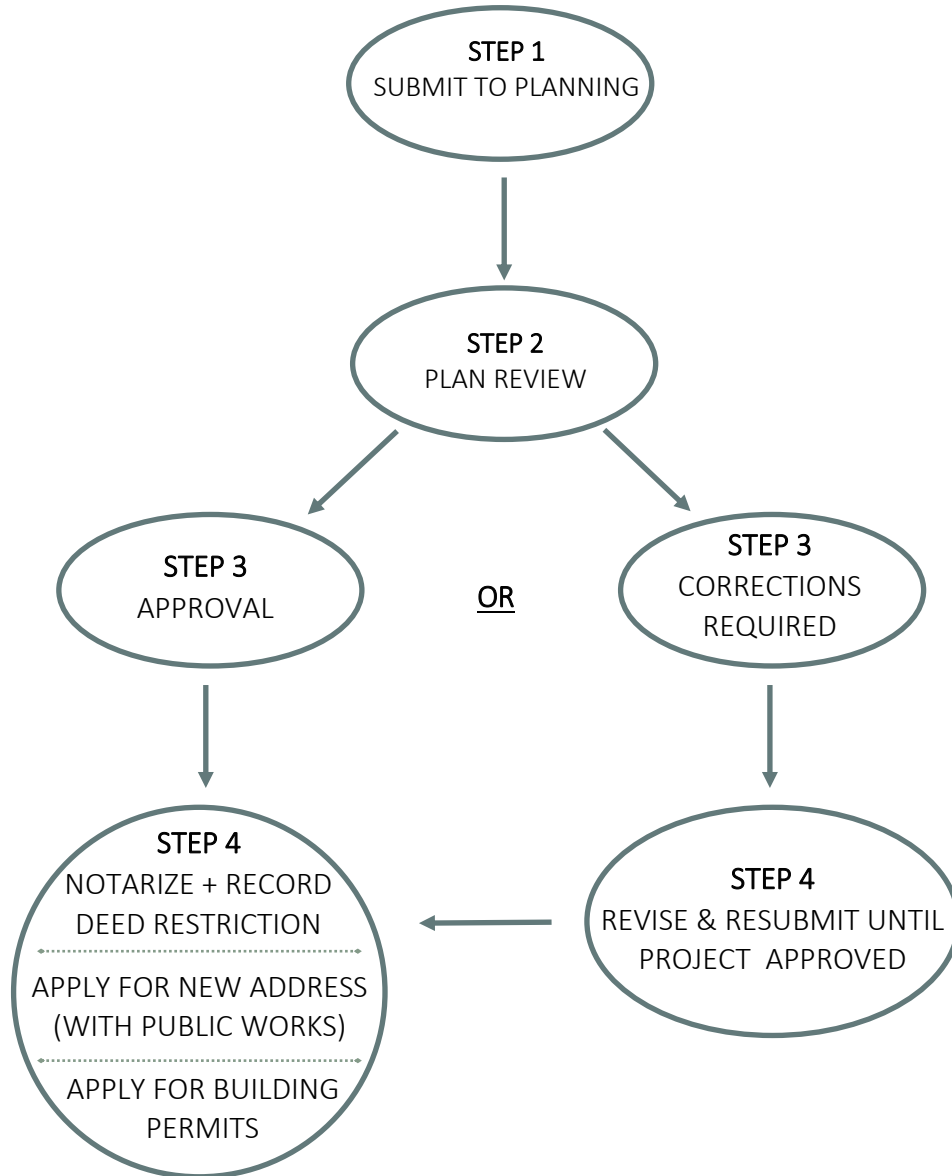 STEP 1
SUBMIT TO PLANNING
STEP 2
PLAN REVIEW
STEP 3
APPROVAL
OR
STEP 3
CORRECTIONS
REQUIRED
STEP 4
NOTARIZE + RECORD
DEED RESTRICTION
APPLY FOR NEW ADDRESS
(WITH PUBLIC WORKS)
APPLY FOR BUILDING
PERMITS
STEP 4
REVISE & RESUBMIT UNTIL
PROJECT APPROVED